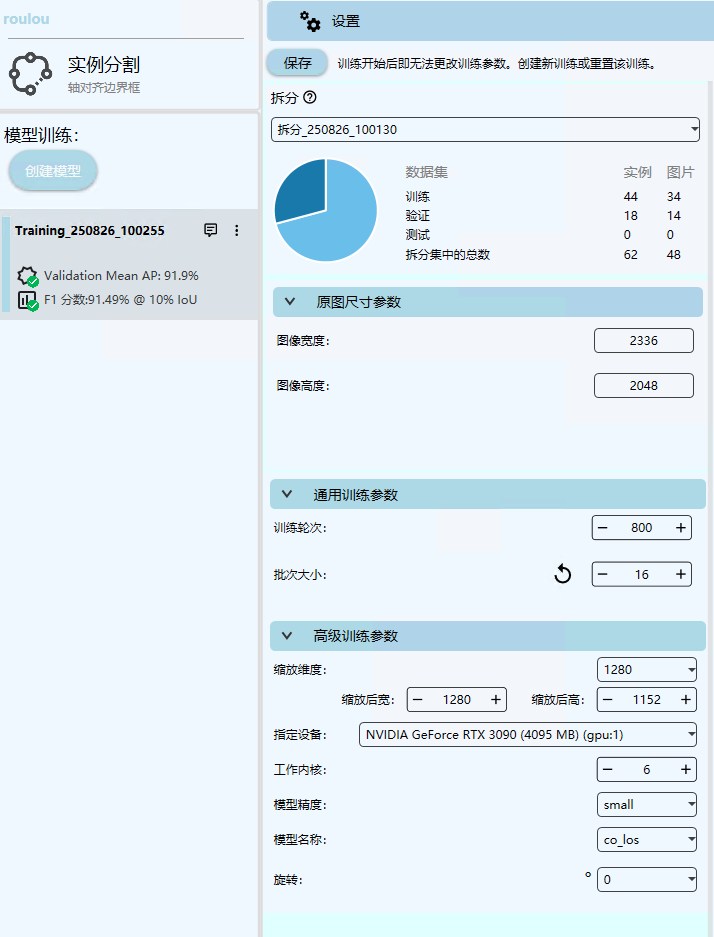 roulou
实例分割
轴对齐边界框
模型训练：
创建模型
Training_250826_100255
Validation Mean AP: 91.9%
F1 分数:91.49% @ 10% IoU
设置
保存 训练开始后即无法更改训练参数。创建新训练或重置该训练。
拆分
拆分_250826_100130
数据集 实例 图片
训练 44 34
验证 18 14
测试 0 0
拆分集中的总数 62 48
原图尺寸参数
图像宽度: 2336
图像高度: 2048
通用训练参数
训练轮次: 800
批次大小: 16
高级训练参数
缩放维度: 1280
缩放后宽: 1280 缩放后高: 1152
指定设备: NVIDIA GeForce RTX 3090 (4095 MB) (gpu:1)
工作内核: 6
模型精度: small
模型名称: co_los
旋转: ° 0